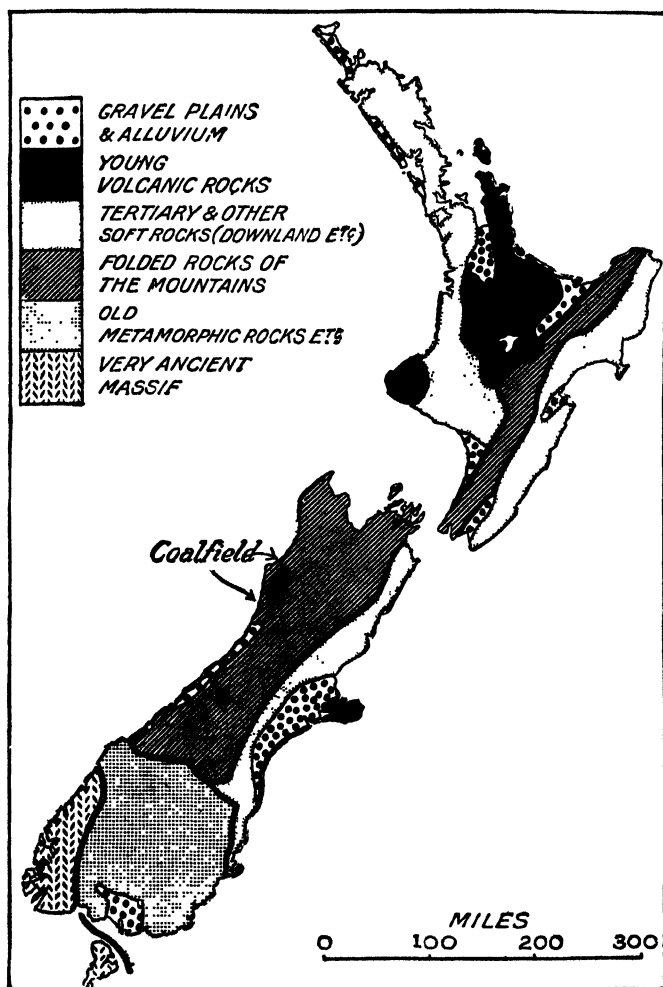 GRAVEL PLAINS
& ALLUVIUM
YOUNG
VOLCANIC ROCKS
TERTIARY & OTHER
SOFT ROCKS (DOWNLAND ETC)
FOLDED ROCKS OF
THE MOUNTAINS
OLD
METAMORPHIC ROCKS ETC
VERY ANCIENT
MASSIF
Coalfield
MILES
0 100 200 300